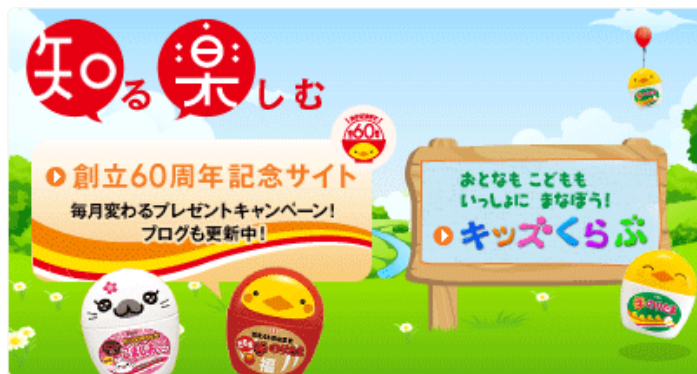 知る 楽しむ
60
創立60周年記念サイト
毎月変わるプレゼントキャンペーン!
ブログも更新中!
おとなも こどもも
いっしょに まなぼう!
キッズくらぶ
福